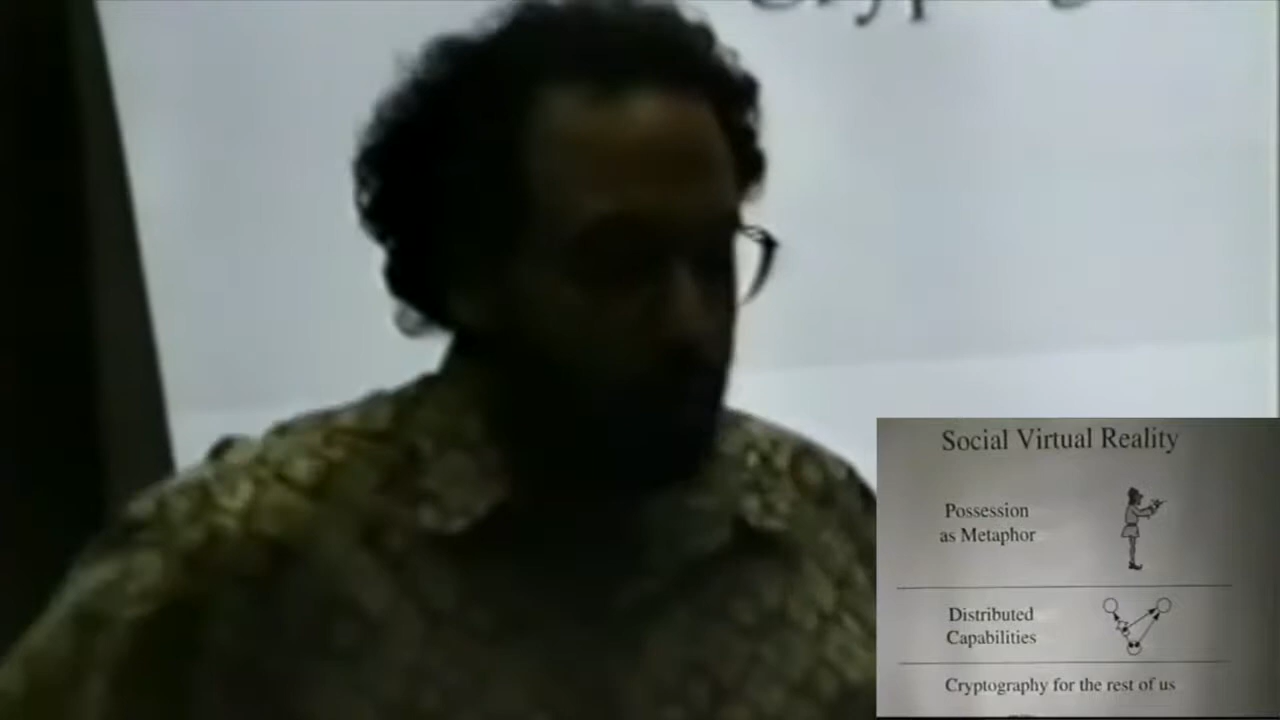 Social Virtual Reality
Possession
as Metaphor
Distributed
Capabilities
Cryptography for the rest of us